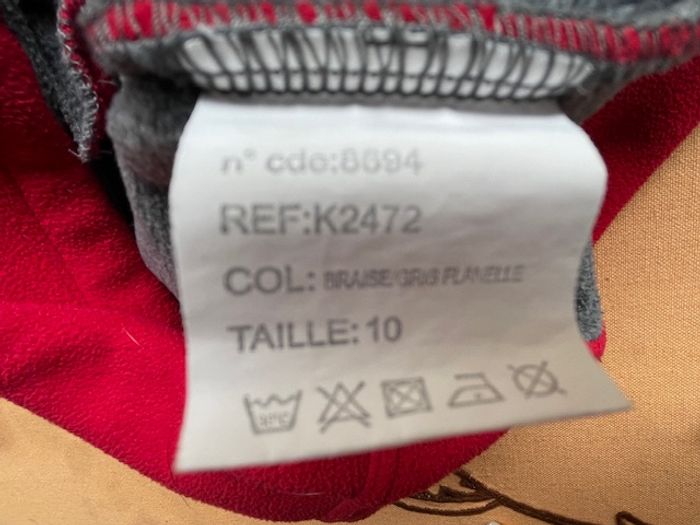 n° cde:8694
REF:K2472
COL: BRAISE/GRIS FLANELLE
TAILLE: 10